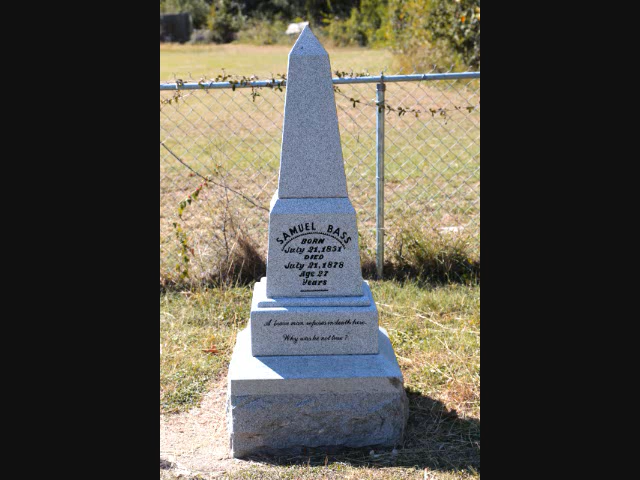 SAMUEL BASS
BORN
July 21, 1851
DIED
July 21, 1878
Age 27
Years
A brave man reposes in death here.
Why was he not true?